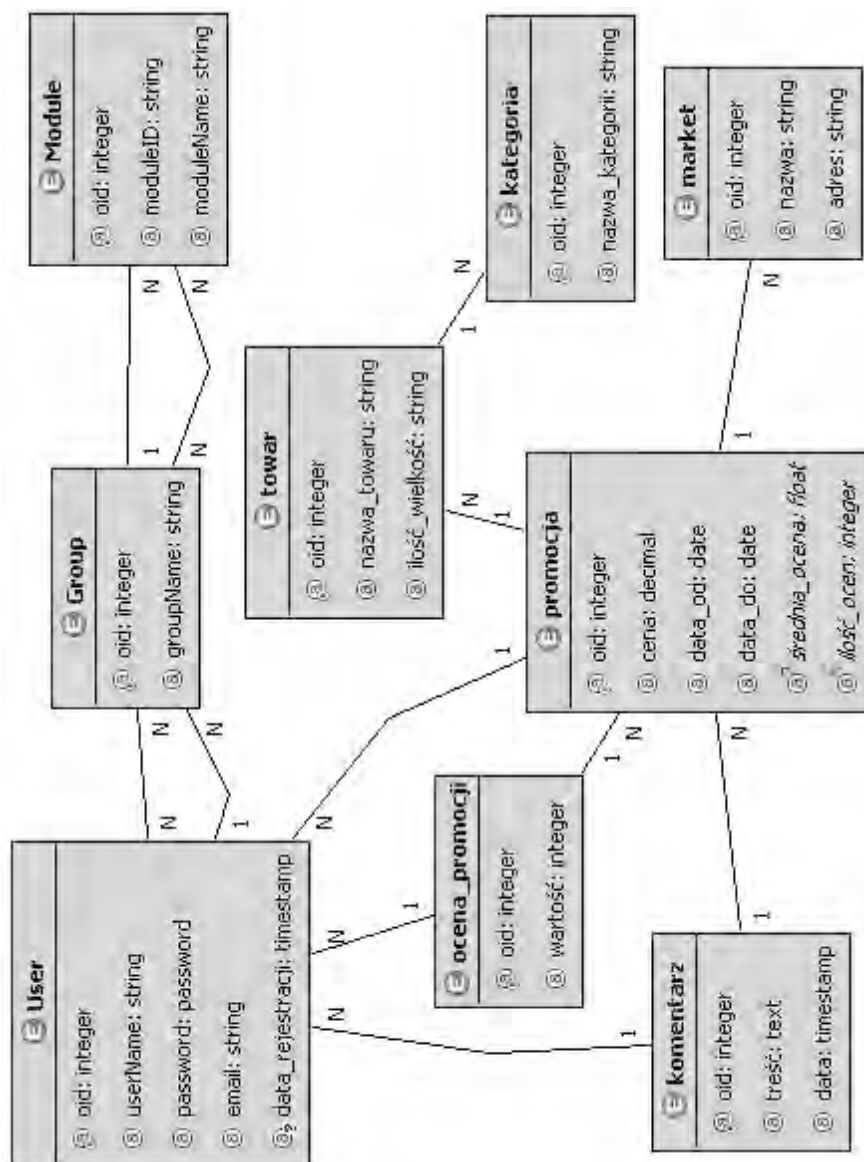 User
oid: integer
userName: string
password: password
email: string
data_rejestracji: timestamp
N
N
1
N
Group
oid: integer
groupName: string
1
N
N
N
Module
oid: integer
moduleID: string
moduleName: string
towar
oid: integer
nazwa_towaru: string
ilość_wielkość: string
1
N
kategoria
oid: integer
nazwa_kategorii: string
N
1
N
1
N
1
N
1
ocena_promocji
oid: integer
wartość: integer
1
N
promocja
oid: integer
cena: decimal
data_od: date
data_do: date
średnia_ocena: float
ilość_ocen: integer
1
N
market
oid: integer
nazwa: string
adres: string
komentarz
oid: integer
treść: text
data: timestamp
1
N